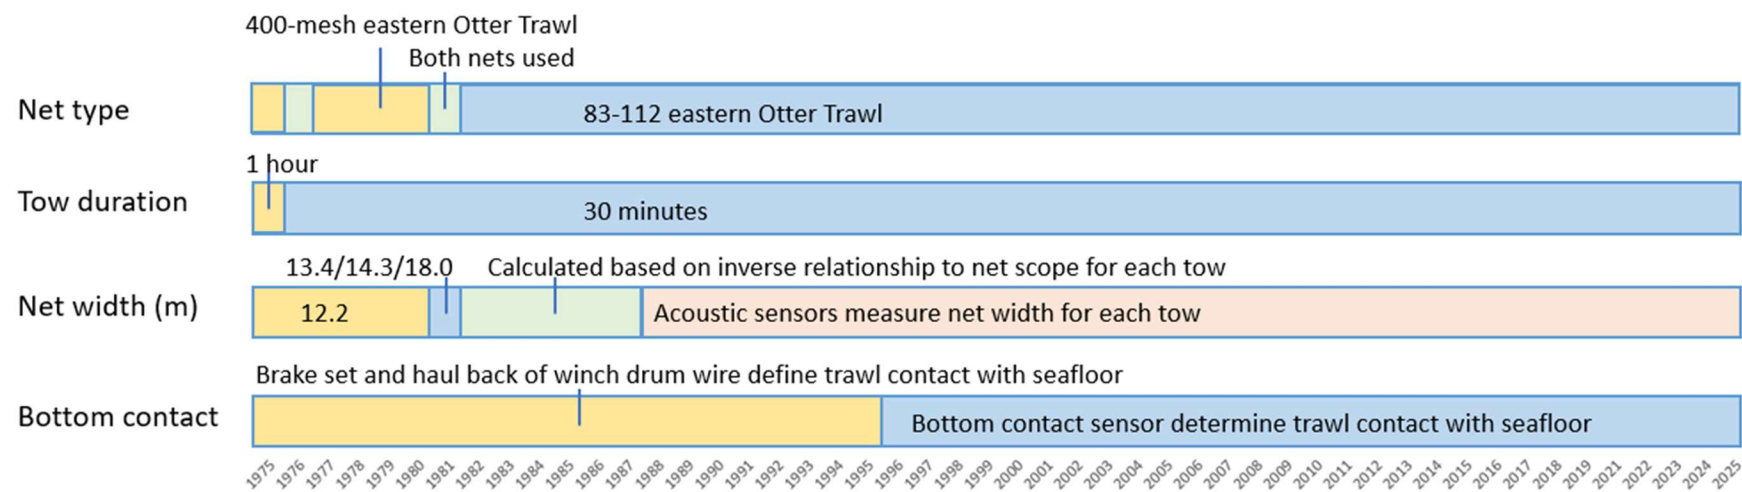 400-mesh eastern Otter Trawl
Both nets used
Net type
83-112 eastern Otter Trawl
1 hour
Tow duration
30 minutes
13.4/14.3/18.0
Calculated based on inverse relationship to net scope for each tow
Net width (m)
12.2
Acoustic sensors measure net width for each tow
Brake set and haul back of winch drum wire define trawl contact with seafloor
Bottom contact
Bottom contact sensor determine trawl contact with seafloor
1975 1976 1977 1978 1979 1980 1981 1982 1983 1984 1985 1986 1987 1988 1989 1990 1991 1992 1993 1994 1995 1996 1997 1998 1999 2000 2001 2002 2003 2004 2005 2006 2007 2008 2009 2010 2011 2012 2013 2014 2015 2016 2017 2018 2019 2021 2022 2023 2024 2025